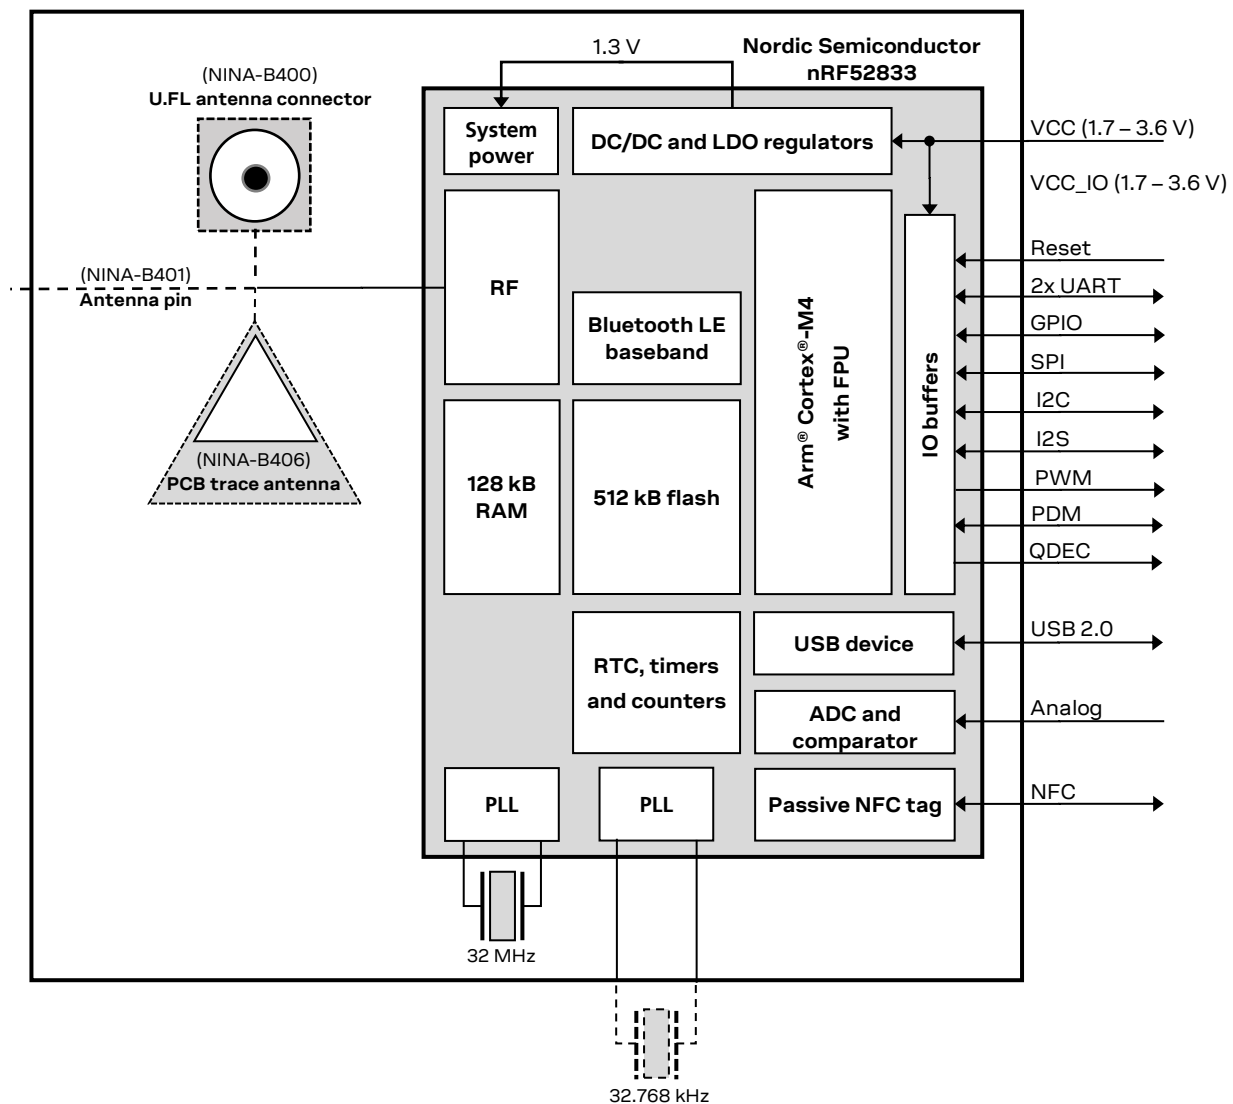 1.3 V
Nordic Semiconductor
nRF52833
(NINA-B400)
U.FL antenna connector
System
power
DC/DC and LDO regulators
VCC (1.7 – 3.6 V)
VCC_IO (1.7 – 3.6 V)
(NINA-B401)
Antenna pin
RF
Bluetooth LE
baseband
Arm® Cortex®-M4
with FPU
IO buffers
Reset
2x UART
GPIO
SPI
I2C
I2S
PWM
PDM
QDEC
(NINA-B406)
PCB trace antenna
128 kB
RAM
512 kB flash
RTC, timers
and counters
USB device
USB 2.0
ADC and
comparator
Analog
PLL
PLL
Passive NFC tag
NFC
32 MHz
32.768 kHz